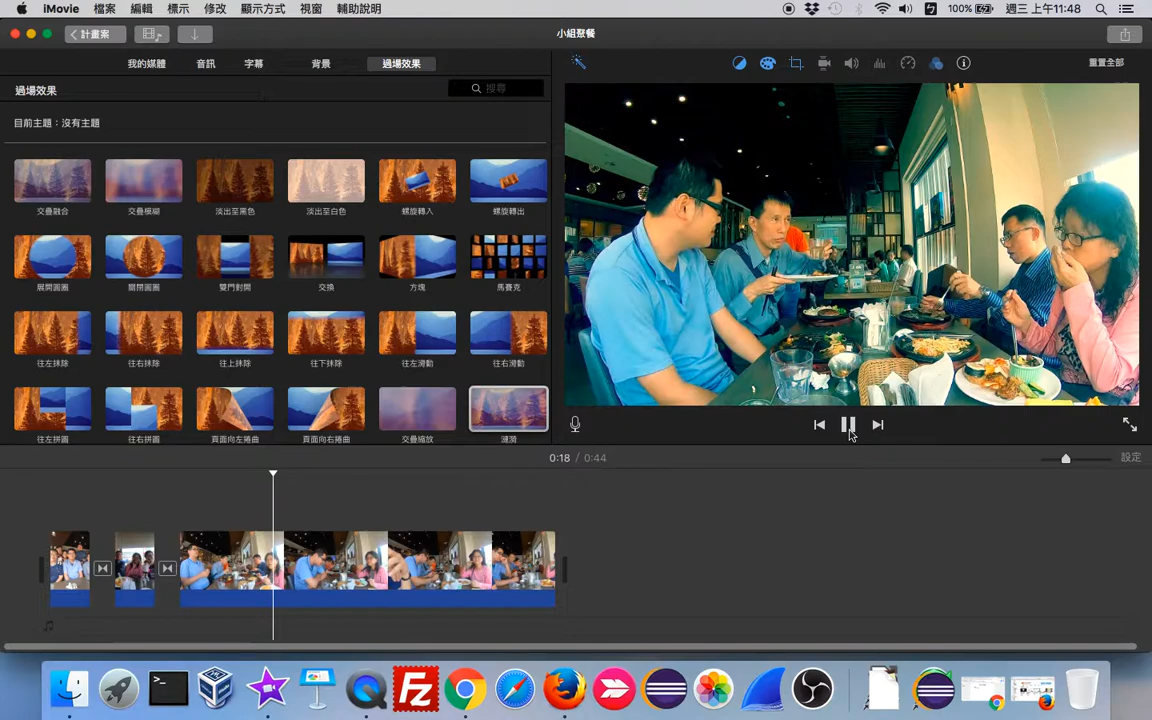 iMovie 檔案 編輯 標示 修改 顯示方式 視窗 輔助說明 100% 週三 上午11:48
計畫案 小組聚餐
我的媒體 音訊 字幕 背景 過場效果 重置全部
過場效果 搜尋
目前主題：沒有主題
交疊融合 交疊模糊 淡出至黑色 淡出至白色 螺旋轉入 螺旋轉出
展開圓圈 關閉圓圈 雙門對開 交換 方塊 馬賽克
往左抹除 往右抹除 往上抹除 往下抹除 往左滑動 往右滑動
往左拼圖 往右拼圖 頁面向左捲曲 頁面向右捲曲 交疊縮放 漣漪
0:18 / 0:44 設定
>_
Fz